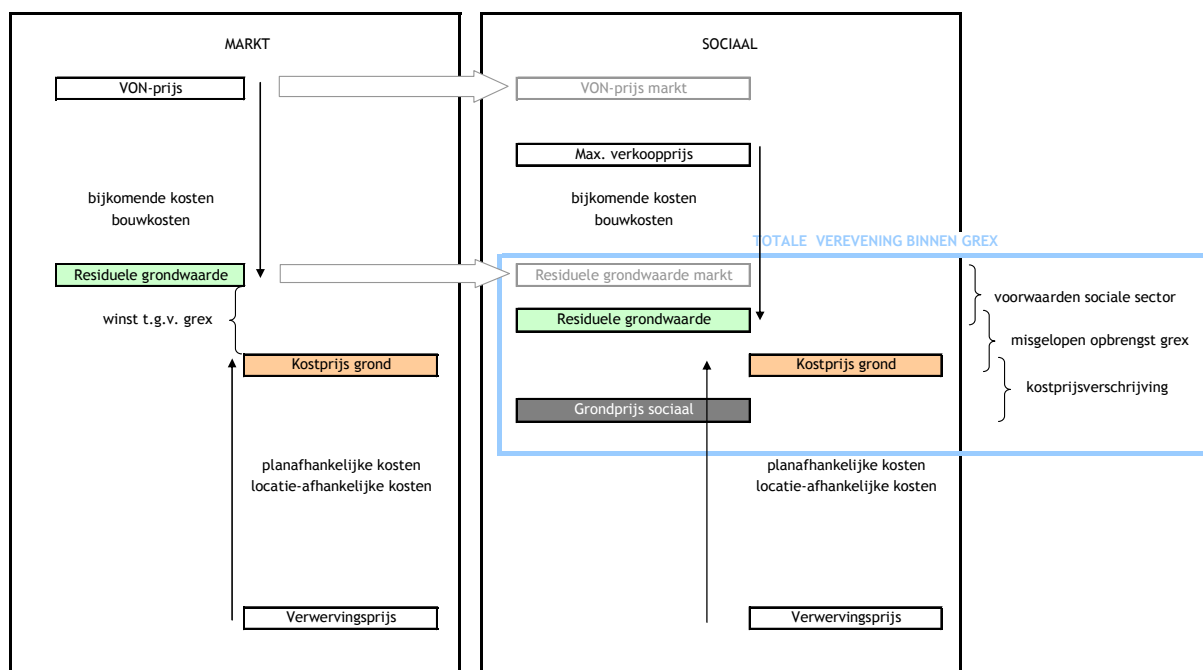 MARKT
VON-prijs
bijkomende kosten
bouwkosten
Residuele grondwaarde
winst t.g.v. grex
Kostprijs grond
planafhankelijke kosten
locatie-afhankelijke kosten
Verwervingsprijs
SOCIAAL
VON-prijs markt
Max. verkoopprijs
bijkomende kosten
bouwkosten
TOTALE VEREVENING BINNEN GREX
Residuele grondwaarde markt
Residuele grondwaarde
Kostprijs grond
Grondprijs sociaal
voorwaarden sociale sector
misgelopen opbrengst grex
kostprijsverschrijving
planafhankelijke kosten
locatie-afhankelijke kosten
Verwervingsprijs